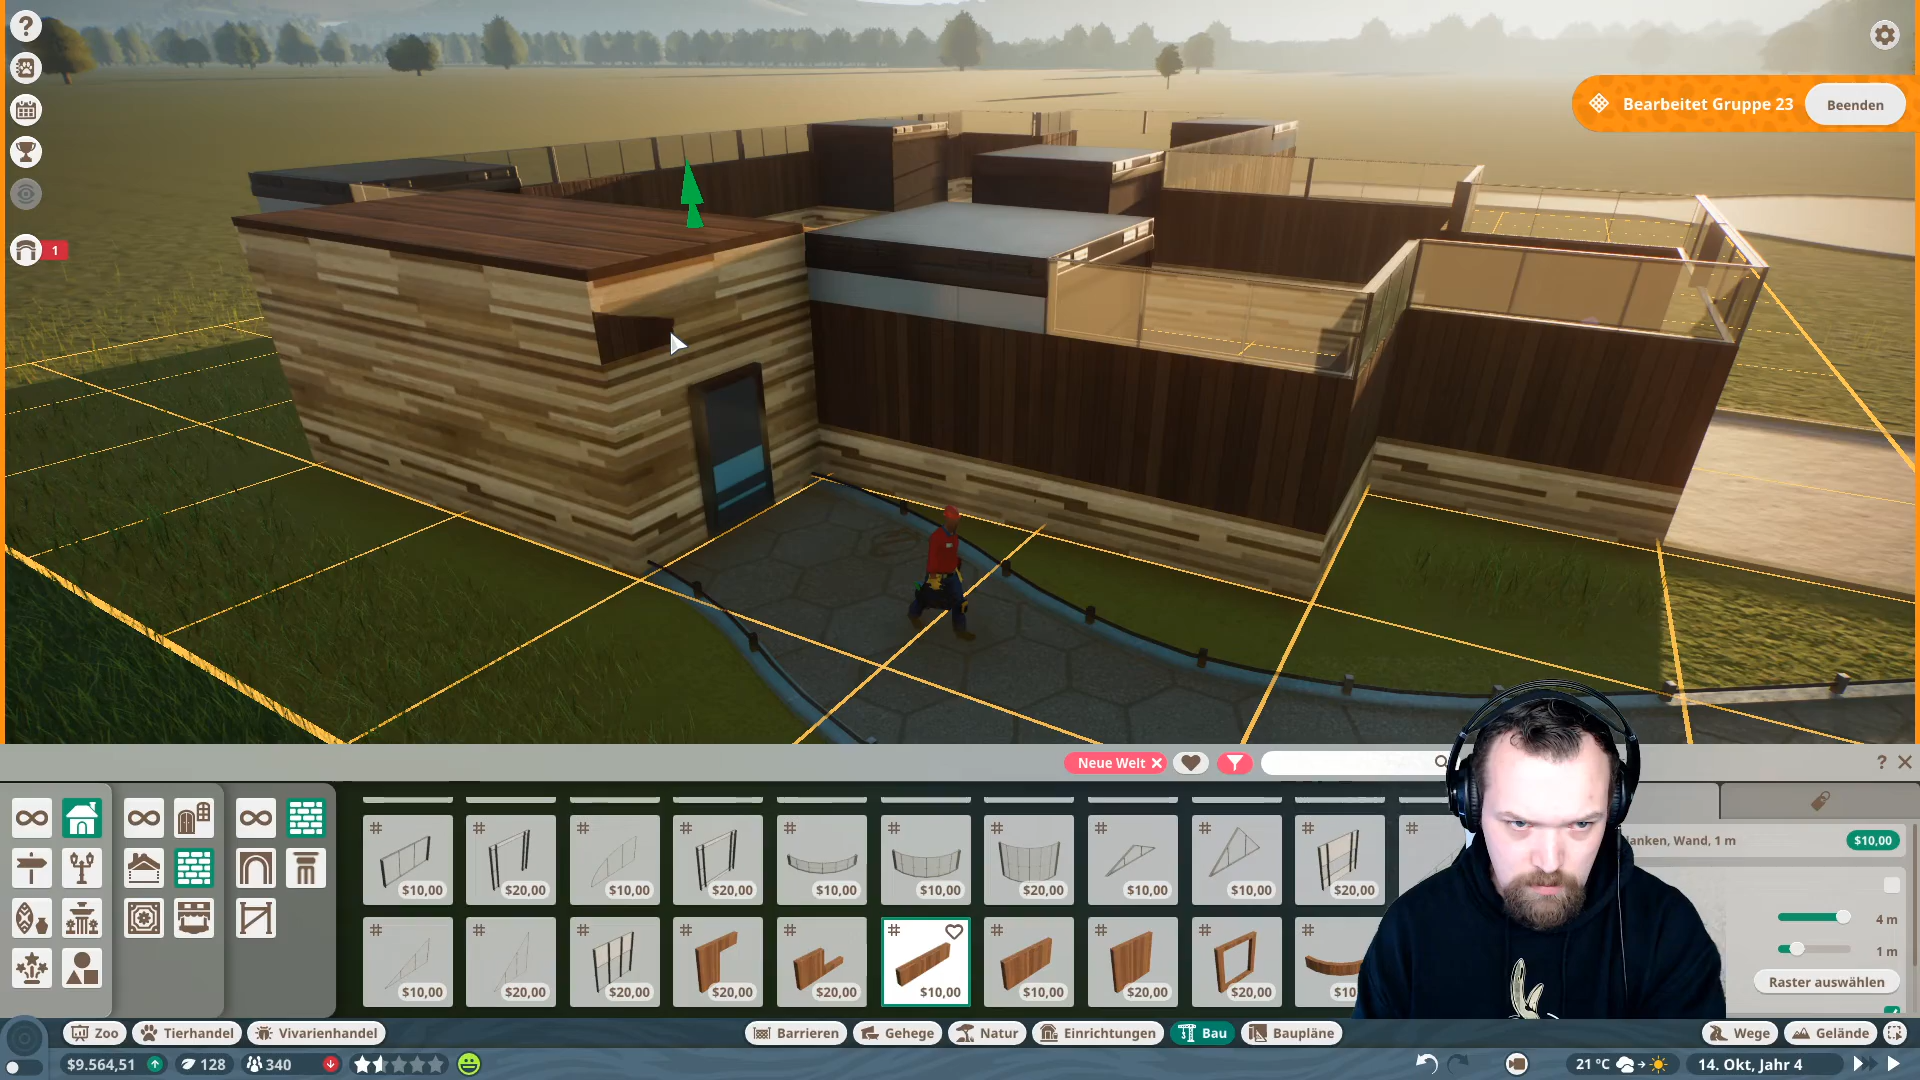 ?
Bearbeitet Gruppe 23
Beenden
1
Neue Welt
?
$10,00
$20,00
$10,00
$20,00
$10,00
$10,00
$20,00
$10,00
$10,00
$20,00
Wand, 1 m
$10,00
4 m
1 m
$10,00
$20,00
$20,00
$20,00
$20,00
$10,00
$10,00
$20,00
$20,00
Raster auswählen
Zoo
Tierhandel
Vivarienhandel
Barrieren
Gehege
Natur
Einrichtungen
Bau
Baupläne
Wege
Gelände
$9.564,51
128
340
21 °C
14. Okt, Jahr 4